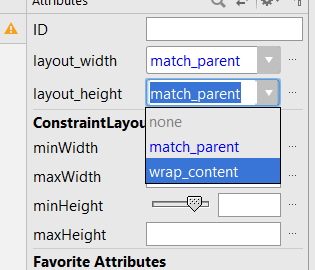 Attributes
ID
layout_width match_parent ...
layout_height match_parent ...
none
ConstraintLayou
match_parent
minWidth ...
wrap_content
maxWidth ...
minHeight ...
maxHeight ...
Favorite Attributes